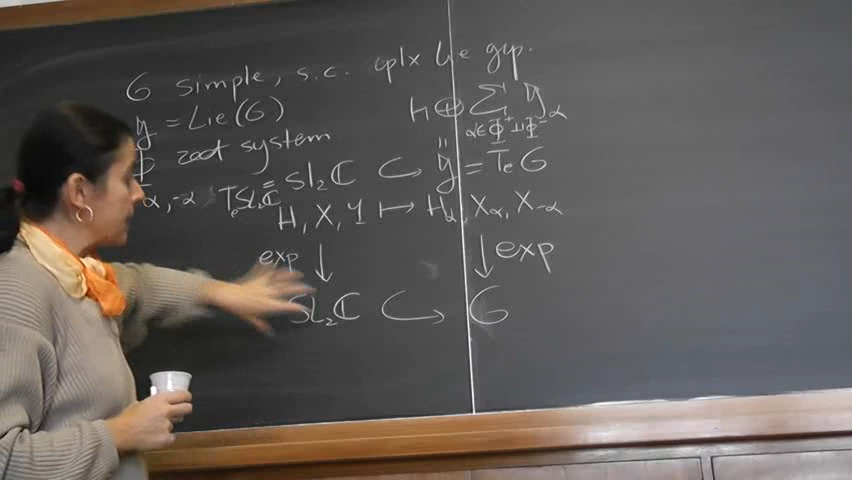 G simple, s.c. cplx Lie grp.
𝔤 = Lie(G)
h ⊕ Σ 𝔤α
α∈Φ⁺⊔Φ⁻
Φ root system
α, -α TₑSL₂ℂ = sl₂ℂ ↪ 𝔤 = TₑG
H, X, Y ↦ Hα, Xα, X₋α
exp ↓ ↓ exp
SL₂ℂ ↪ G